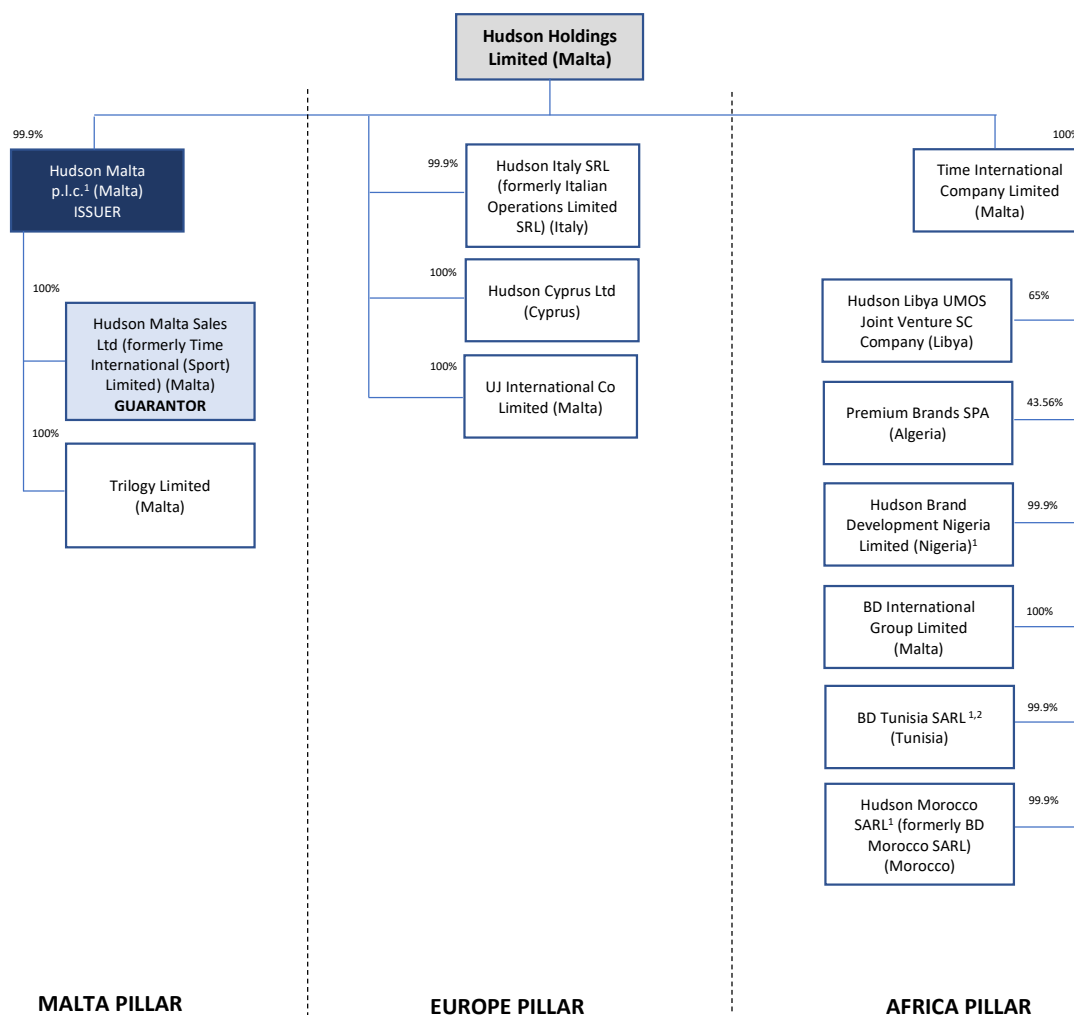 Hudson Holdings
Limited (Malta)
99.9%
Hudson Malta
p.l.c.¹ (Malta)
ISSUER
100%
Hudson Malta Sales
Ltd (formerly Time
International (Sport)
Limited) (Malta)
GUARANTOR
100%
Trilogy Limited
(Malta)
99.9%
Hudson Italy SRL
(formerly Italian
Operations Limited
SRL) (Italy)
100%
Hudson Cyprus Ltd
(Cyprus)
100%
UJ International Co
Limited (Malta)
100%
Time International
Company Limited
(Malta)
Hudson Libya UMOS
Joint Venture SC
Company (Libya)
65%
Premium Brands SPA
(Algeria)
43.56%
Hudson Brand
Development Nigeria
Limited (Nigeria)¹
99.9%
BD International
Group Limited
(Malta)
100%
BD Tunisia SARL ¹,²
(Tunisia)
99.9%
Hudson Morocco
SARL¹ (formerly BD
Morocco SARL)
(Morocco)
99.9%
MALTA PILLAR
EUROPE PILLAR
AFRICA PILLAR